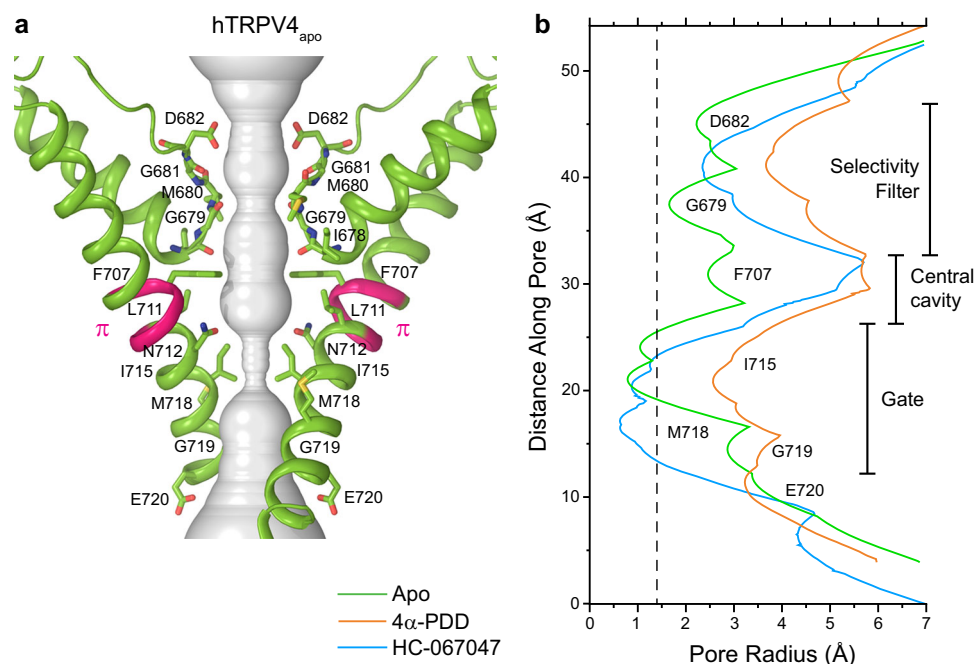 a
hTRPV4apo
D682
D682
G681
G681
M680
M680
G679
G679
I678
F707
F707
L711
L711
π
π
N712
I715
I715
M718
M718
G719
G719
E720
E720
Apo
4α-PDD
HC-067047
b
Distance Along Pore (Å)
50
40
30
20
10
0
D682
G679
F707
I715
M718
G719
E720
Selectivity
Filter
Central
cavity
Gate
0 1 2 3 4 5 6 7
Pore Radius (Å)